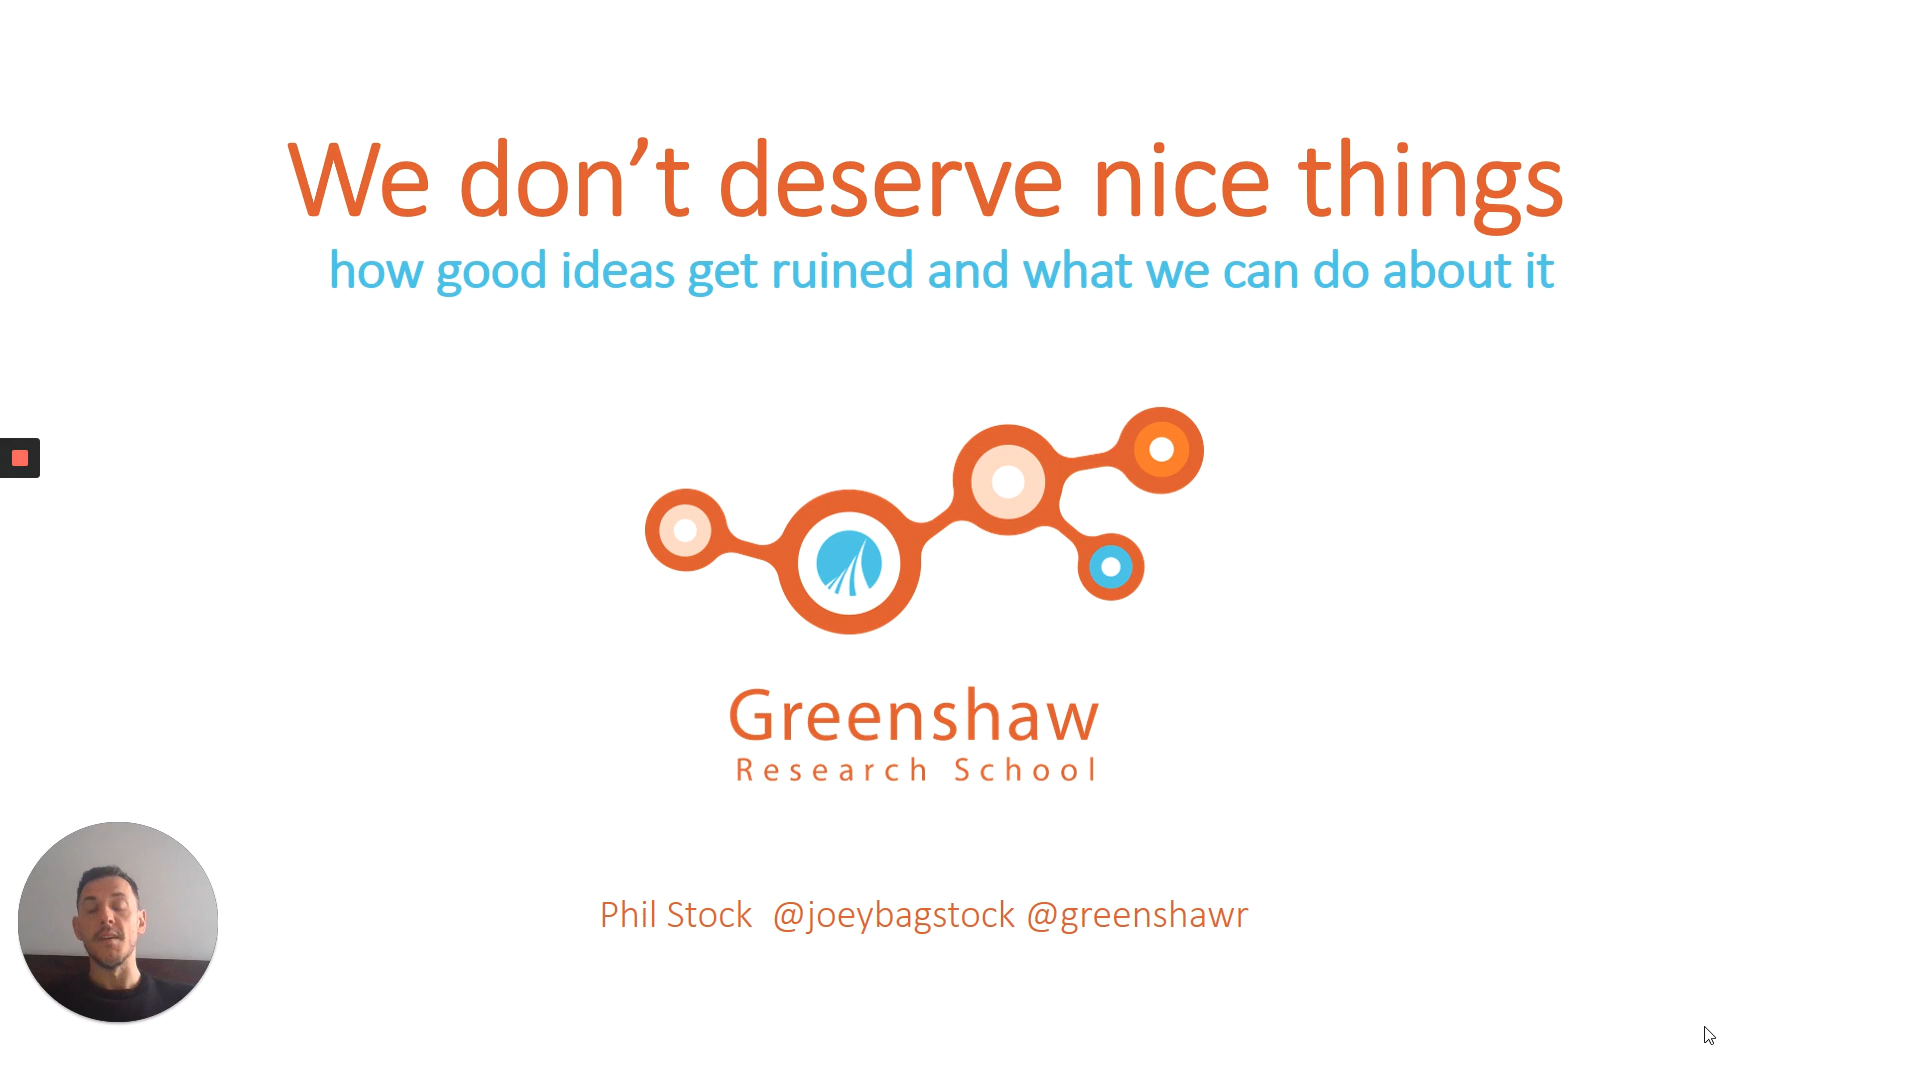 We don’t deserve nice things
how good ideas get ruined and what we can do about it
Greenshaw
Research School
Phil Stock @joeybagstock @greenshawr